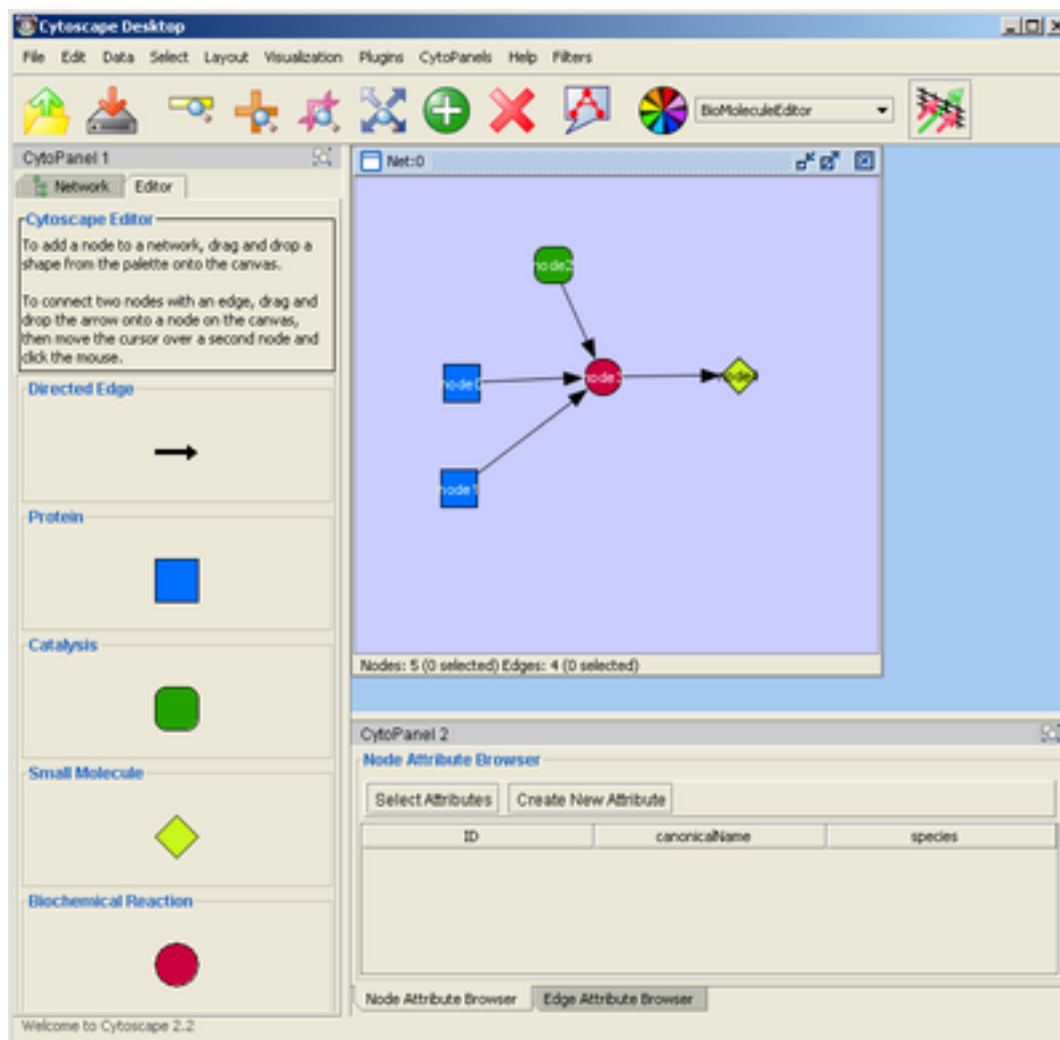 Cytoscape Desktop
File Edit Data Select Layout Visualization Plugins CytoPanels Help Filters
BioMoleculeEditor
CytoPanel 1
Network Editor
Cytoscape Editor
To add a node to a network, drag and drop a
shape from the palette onto the canvas.
To connect two nodes with an edge, drag and
drop the arrow onto a node on the canvas,
then move the cursor over a second node and
click the mouse.
Directed Edge
Protein
Catalysis
Small Molecule
Biochemical Reaction
Net:0
node2
node0
node3
node1
Nodes: 5 (0 selected) Edges: 4 (0 selected)
CytoPanel 2
Node Attribute Browser
Select Attributes Create New Attribute
ID canonicalName species
Node Attribute Browser Edge Attribute Browser
Welcome to Cytoscape 2.2